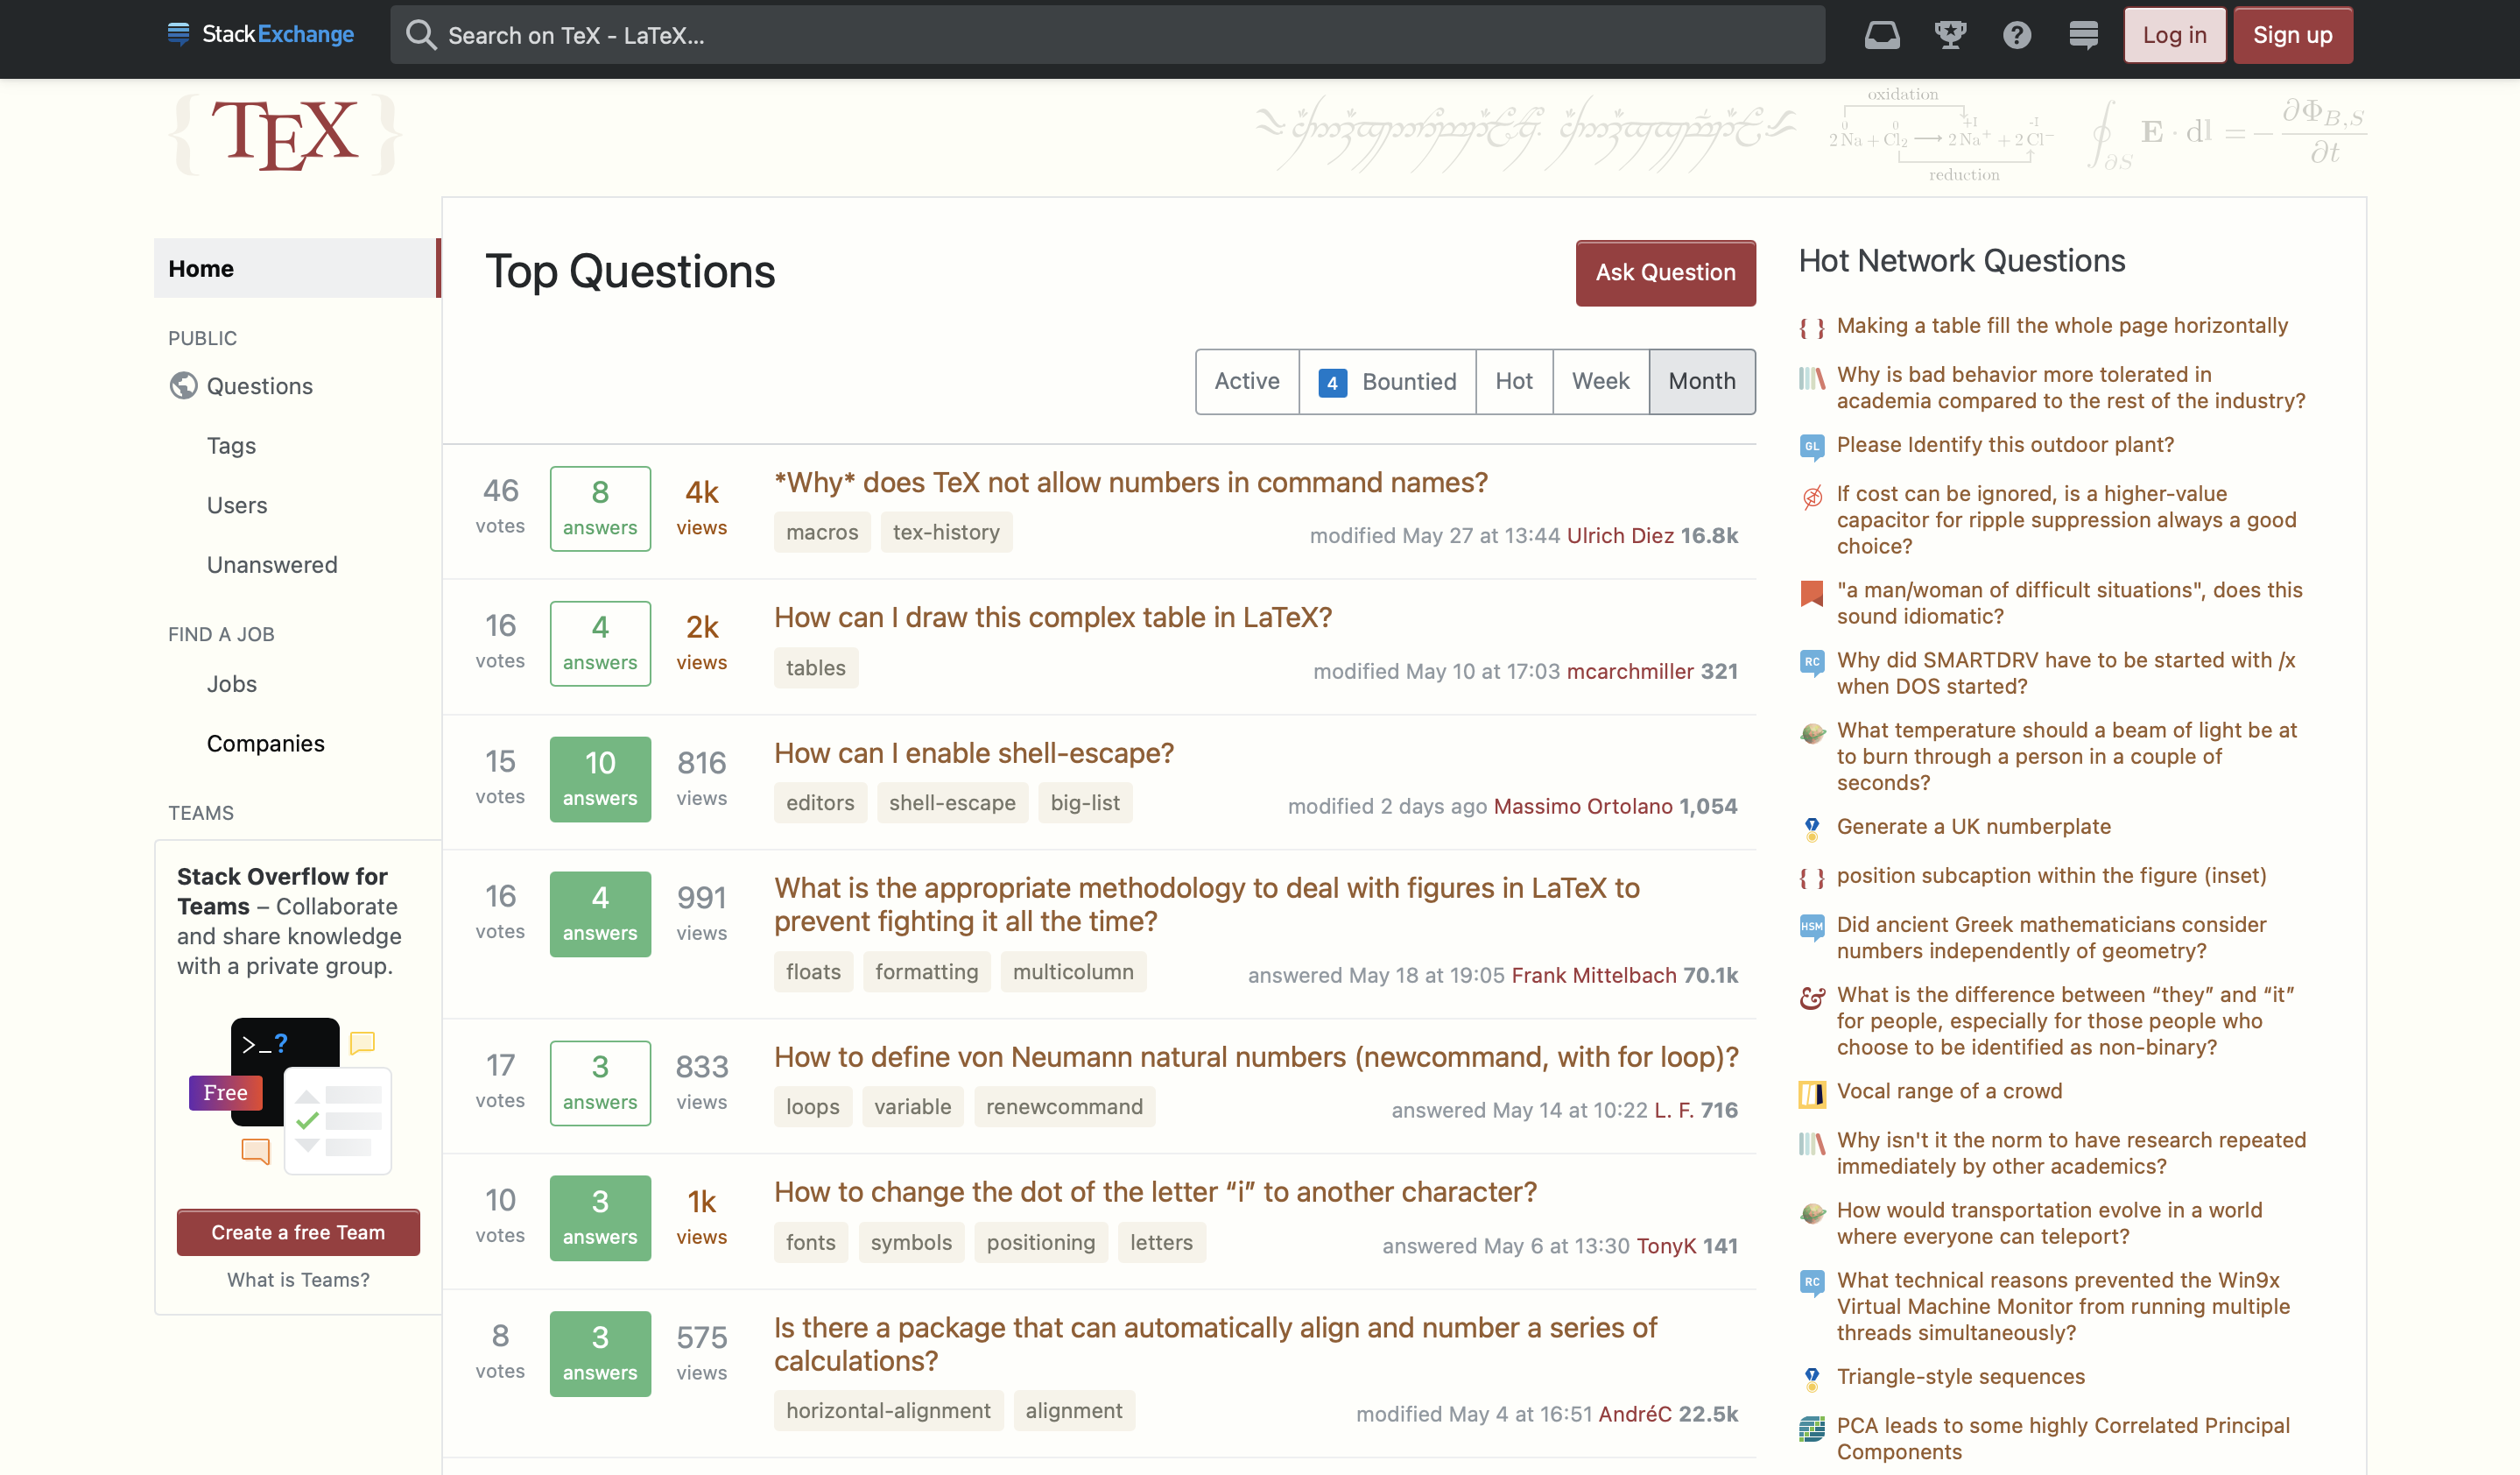 StackExchange
Search on TeX - LaTeX...
Log in
Sign up
{TEX}
oxidation
0 0 +I -I
2 Na + Cl₂ ⟶ 2 Na⁺ + 2 Cl⁻
reduction
∮∂S E · dl = − ∂ΦB,S / ∂t
Home
PUBLIC
Questions
Tags
Users
Unanswered
FIND A JOB
Jobs
Companies
TEAMS
Stack Overflow for
Teams – Collaborate
and share knowledge
with a private group.
>_?
Free
Create a free Team
What is Teams?
Top Questions
Ask Question
Active
4 Bountied
Hot
Week
Month
46 votes
8 answers
4k views
*Why* does TeX not allow numbers in command names?
macros tex-history
modified May 27 at 13:44 Ulrich Diez 16.8k
16 votes
4 answers
2k views
How can I draw this complex table in LaTeX?
tables
modified May 10 at 17:03 mcarchmiller 321
15 votes
10 answers
816 views
How can I enable shell-escape?
editors shell-escape big-list
modified 2 days ago Massimo Ortolano 1,054
16 votes
4 answers
991 views
What is the appropriate methodology to deal with figures in LaTeX to
prevent fighting it all the time?
floats formatting multicolumn
answered May 18 at 19:05 Frank Mittelbach 70.1k
17 votes
3 answers
833 views
How to define von Neumann natural numbers (newcommand, with for loop)?
loops variable renewcommand
answered May 14 at 10:22 L. F. 716
10 votes
3 answers
1k views
How to change the dot of the letter “i” to another character?
fonts symbols positioning letters
answered May 6 at 13:30 TonyK 141
8 votes
3 answers
575 views
Is there a package that can automatically align and number a series of
calculations?
horizontal-alignment alignment
modified May 4 at 16:51 AndréC 22.5k
Hot Network Questions
{ } Making a table fill the whole page horizontally
Why is bad behavior more tolerated in
academia compared to the rest of the industry?
GL Please Identify this outdoor plant?
If cost can be ignored, is a higher-value
capacitor for ripple suppression always a good
choice?
"a man/woman of difficult situations", does this
sound idiomatic?
RC Why did SMARTDRV have to be started with /x
when DOS started?
What temperature should a beam of light be at
to burn through a person in a couple of
seconds?
Generate a UK numberplate
{ } position subcaption within the figure (inset)
HSM Did ancient Greek mathematicians consider
numbers independently of geometry?
& What is the difference between “they” and “it”
for people, especially for those people who
choose to be identified as non-binary?
Vocal range of a crowd
Why isn't it the norm to have research repeated
immediately by other academics?
How would transportation evolve in a world
where everyone can teleport?
RC What technical reasons prevented the Win9x
Virtual Machine Monitor from running multiple
threads simultaneously?
Triangle-style sequences
PCA leads to some highly Correlated Principal
Components